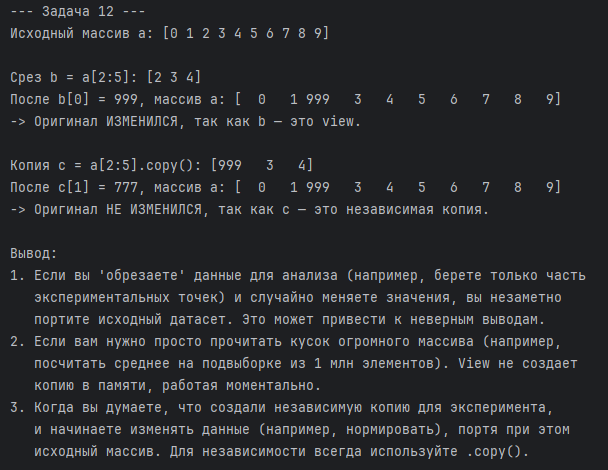 --- Задача 12 ---
Исходный массив a: [0 1 2 3 4 5 6 7 8 9]

Срез b = a[2:5]: [2 3 4]
После b[0] = 999, массив a: [  0   1 999   3   4   5   6   7   8   9]
-> Оригинал ИЗМЕНИЛСЯ, так как b — это view.

Копия c = a[2:5].copy(): [999   3   4]
После c[1] = 777, массив a: [  0   1 999   3   4   5   6   7   8   9]
-> Оригинал НЕ ИЗМЕНИЛСЯ, так как c — это независимая копия.

Вывод:
1. Если вы 'обрезаете' данные для анализа (например, берете только часть
   экспериментальных точек) и случайно меняете значения, вы незаметно
   портите исходный датасет. Это может привести к неверным выводам.
2. Если вам нужно просто прочитать кусок огромного массива (например,
   посчитать среднее на подвыборке из 1 млн элементов). View не создает
   копию в памяти, работая моментально.
3. Когда вы думаете, что создали независимую копию для эксперимента,
   и начинаете изменять данные (например, нормировать), портя при этом
   исходный массив. Для независимости всегда используйте .copy().